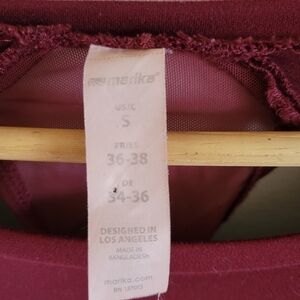 marika
US/C
S
FR/ES
36-38
DE
34-36
DESIGNED IN
LOS ANGELES
MADE IN
BANGLADESH
marika.com